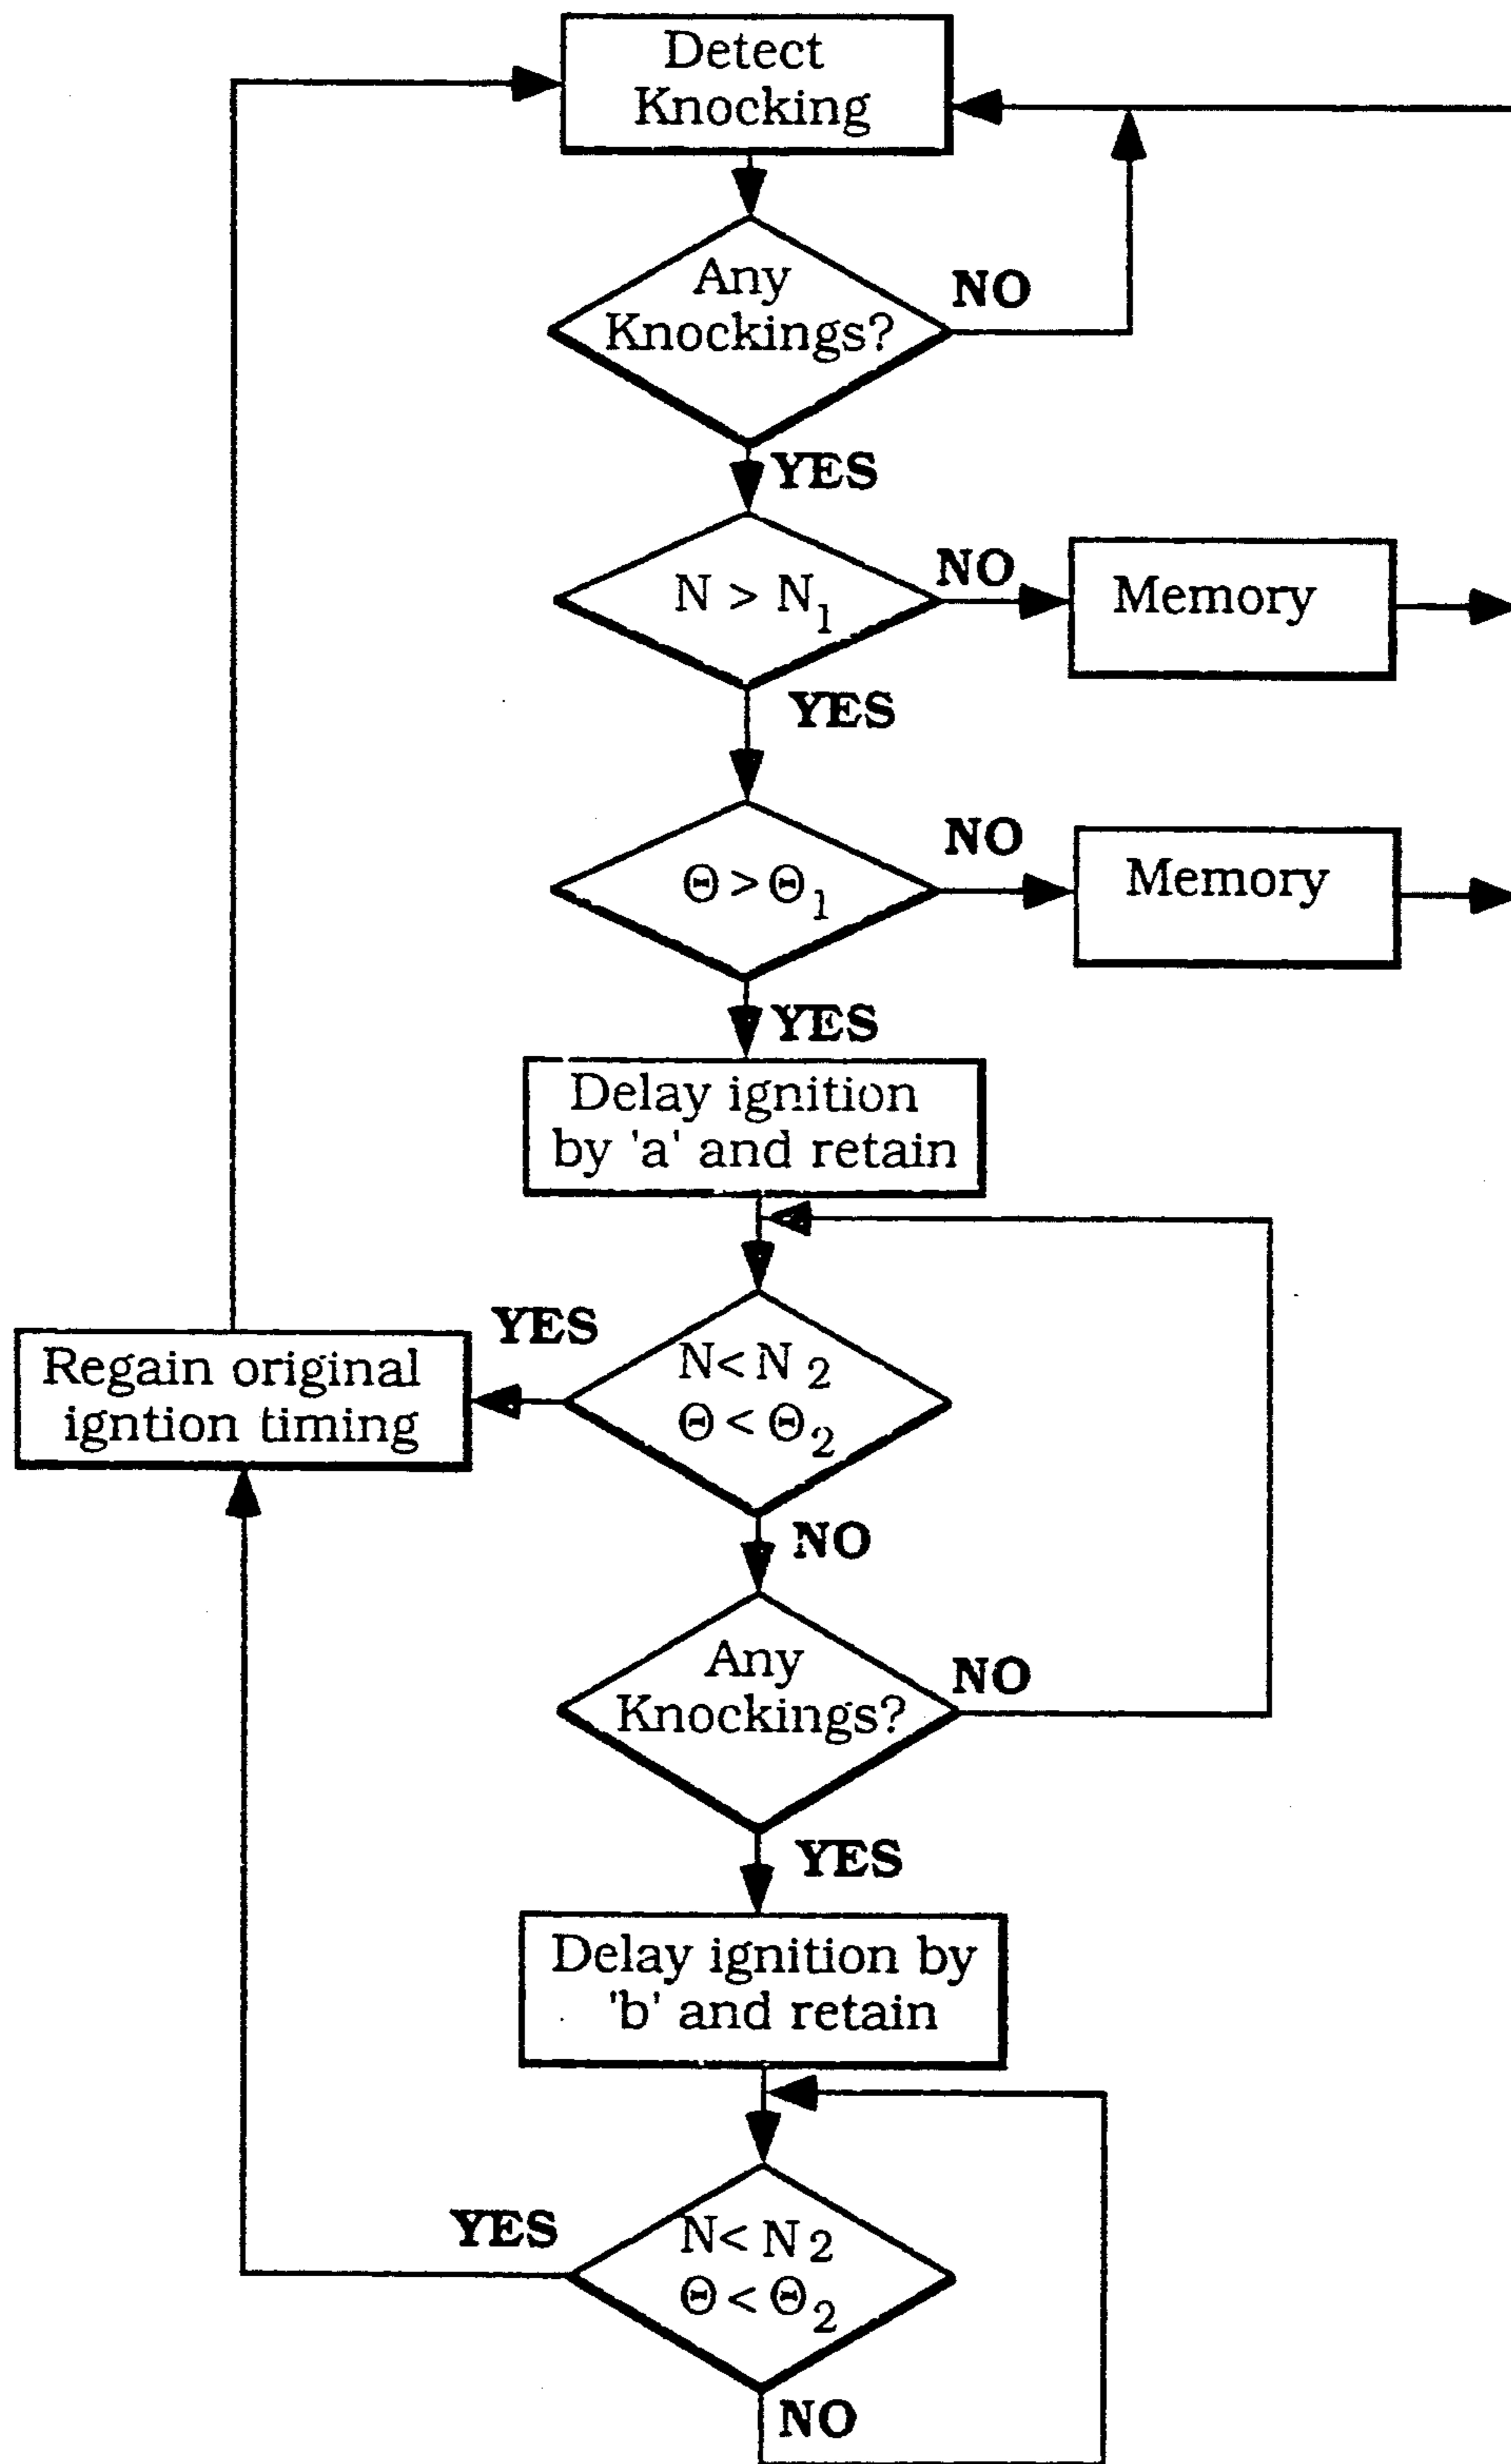 Detect
Knocking
Any
Knockings?
NO
YES
N > N1
NO
Memory
YES
Θ > Θ1
NO
Memory
YES
Delay ignition
by 'a' and retain
YES
N < N2
Θ < Θ2
Regain original
igntion timing
NO
Any
Knockings?
NO
YES
Delay ignition by
'b' and retain
YES
N < N2
Θ < Θ2
NO